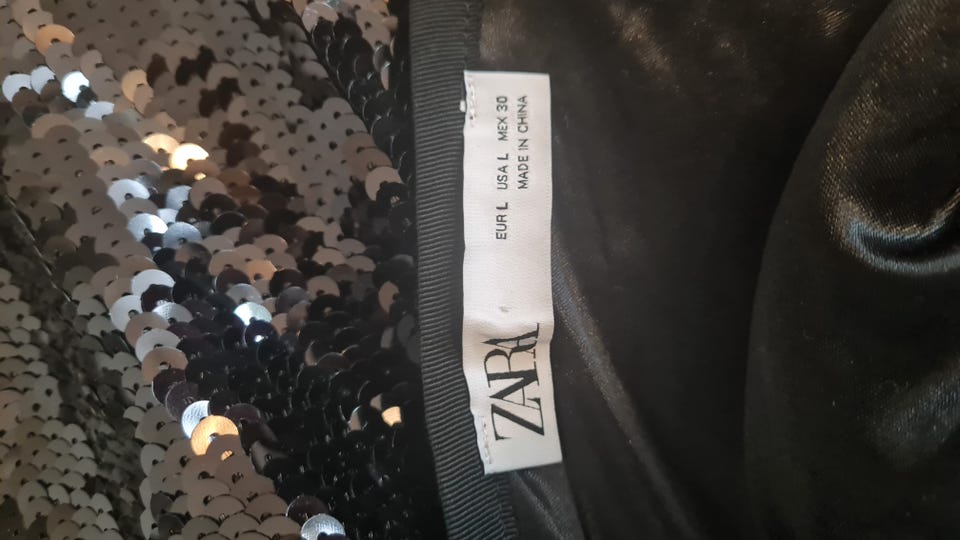 ZARA
EUR L USA L MEX 30
MADE IN CHINA